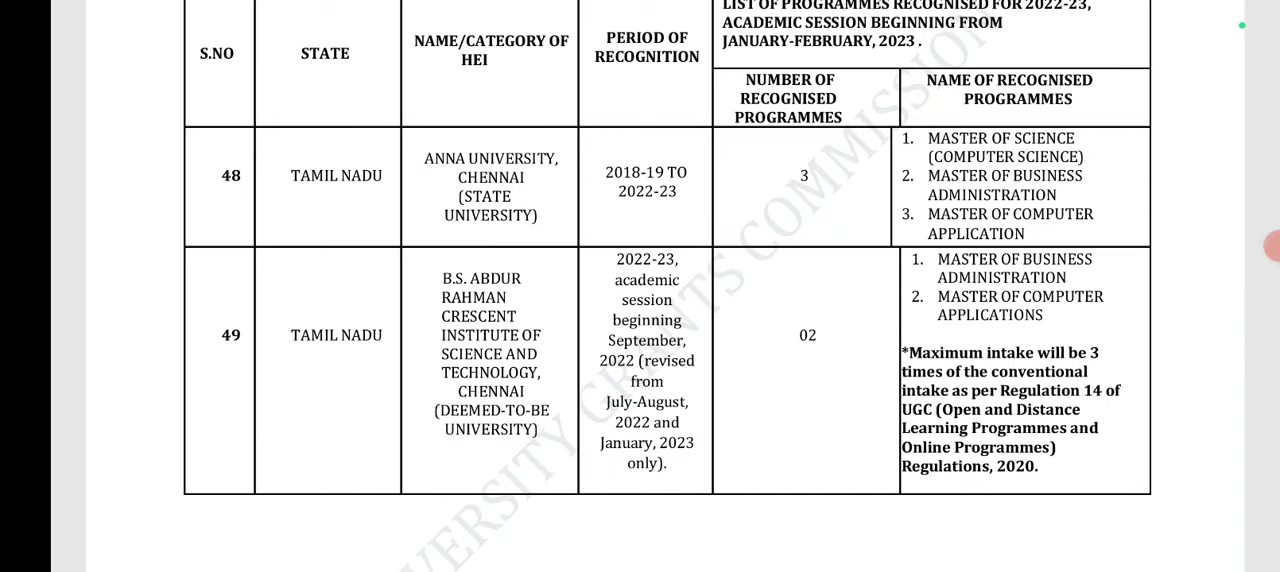 LIST OF PROGRAMMES RECOGNISED FOR 2022-23,
ACADEMIC SESSION BEGINNING FROM
JANUARY-FEBRUARY, 2023 .
S.NO
STATE
NAME/CATEGORY OF
HEI
PERIOD OF
RECOGNITION
NUMBER OF
RECOGNISED
PROGRAMMES
NAME OF RECOGNISED
PROGRAMMES
48
TAMIL NADU
ANNA UNIVERSITY,
CHENNAI
(STATE
UNIVERSITY)
2018-19 TO
2022-23
3
1. MASTER OF SCIENCE
(COMPUTER SCIENCE)
2. MASTER OF BUSINESS
ADMINISTRATION
3. MASTER OF COMPUTER
APPLICATION
49
TAMIL NADU
B.S. ABDUR
RAHMAN
CRESCENT
INSTITUTE OF
SCIENCE AND
TECHNOLOGY,
CHENNAI
(DEEMED-TO-BE
UNIVERSITY)
2022-23,
academic
session
beginning
September,
2022 (revised
from
July-August,
2022 and
January, 2023
only).
02
1. MASTER OF BUSINESS
ADMINISTRATION
2. MASTER OF COMPUTER
APPLICATIONS
*Maximum intake will be 3
times of the conventional
intake as per Regulation 14 of
UGC (Open and Distance
Learning Programmes and
Online Programmes)
Regulations, 2020.
VERSITY GRANTS COMMISSION